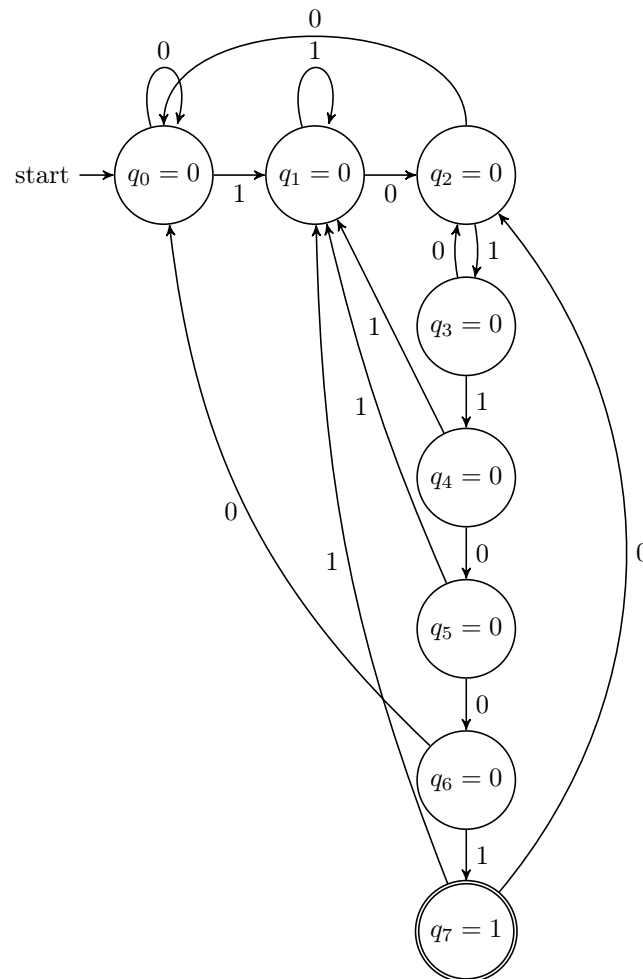 0
0
1
start
q0 = 0
1
q1 = 0
0
q2 = 0
0
1
q3 = 0
1
1
q4 = 0
1
0
0
q5 = 0
1
0
0
q6 = 0
1
q7 = 1